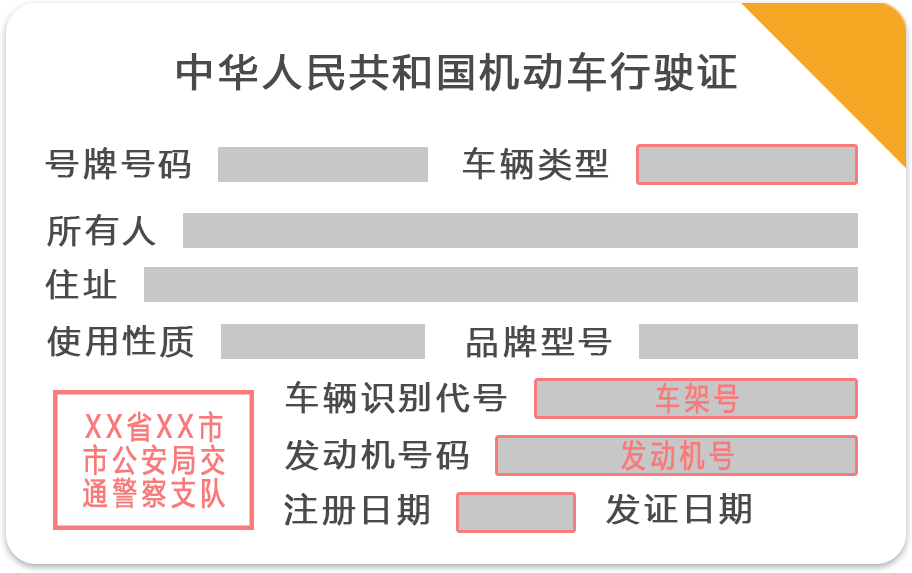 中华人民共和国机动车行驶证
号牌号码 车辆类型
所有人
住址
使用性质 品牌型号
车辆识别代号 车架号
发动机号码 发动机号
注册日期 发证日期
XX省XX市
市公安局交
通警察支队